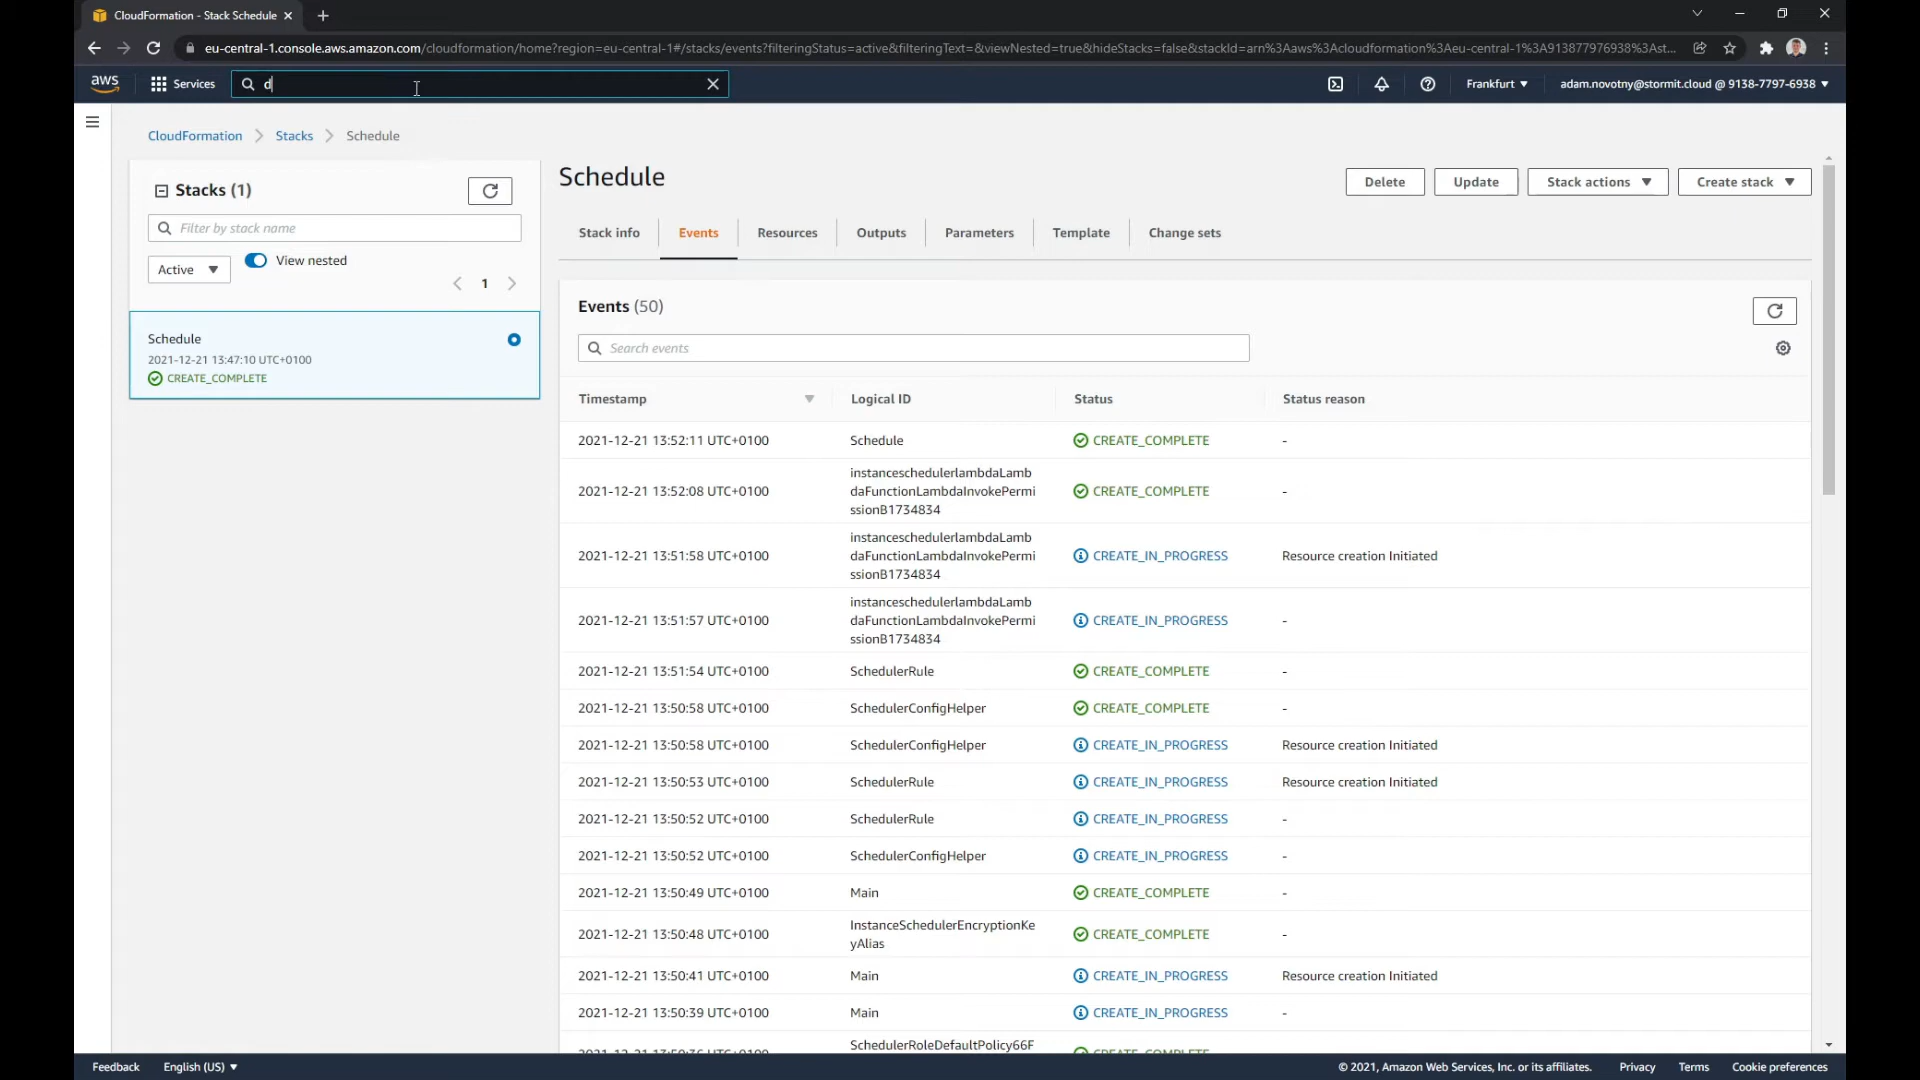 CloudFormation - Stack Schedule
eu-central-1.console.aws.amazon.com/cloudformation/home?region=eu-central-1#/stacks/events?filteringStatus=active&filteringText=&viewNested=true&hideStacks=false&stackId=arn%3Aaws%3Acloudformation%3Aeu-central-1%3A913877976938%3Ast...
aws
Services
d
Frankfurt
adam.novotny@stormit.cloud @ 9138-7797-6938
CloudFormation
Stacks
Schedule
Stacks (1)
Filter by stack name
Active
View nested
1
Schedule
2021-12-21 13:47:10 UTC+0100
CREATE_COMPLETE
Schedule
Delete
Update
Stack actions
Create stack
Stack info
Events
Resources
Outputs
Parameters
Template
Change sets
Events (50)
Search events
Timestamp
Logical ID
Status
Status reason
2021-12-21 13:52:11 UTC+0100 Schedule CREATE_COMPLETE -
instanceschedulerlambdaLamb
2021-12-21 13:52:08 UTC+0100 daFunctionLambdaInvokePermi CREATE_COMPLETE -
ssionB1734834
instanceschedulerlambdaLamb
2021-12-21 13:51:58 UTC+0100 daFunctionLambdaInvokePermi CREATE_IN_PROGRESS Resource creation Initiated
ssionB1734834
instanceschedulerlambdaLamb
2021-12-21 13:51:57 UTC+0100 daFunctionLambdaInvokePermi CREATE_IN_PROGRESS -
ssionB1734834
2021-12-21 13:51:54 UTC+0100 SchedulerRule CREATE_COMPLETE -
2021-12-21 13:50:58 UTC+0100 SchedulerConfigHelper CREATE_COMPLETE -
2021-12-21 13:50:58 UTC+0100 SchedulerConfigHelper CREATE_IN_PROGRESS Resource creation Initiated
2021-12-21 13:50:53 UTC+0100 SchedulerRule CREATE_IN_PROGRESS Resource creation Initiated
2021-12-21 13:50:52 UTC+0100 SchedulerRule CREATE_IN_PROGRESS -
2021-12-21 13:50:52 UTC+0100 SchedulerConfigHelper CREATE_IN_PROGRESS -
2021-12-21 13:50:49 UTC+0100 Main CREATE_COMPLETE -
InstanceSchedulerEncryptionKe
2021-12-21 13:50:48 UTC+0100 yAlias CREATE_COMPLETE -
2021-12-21 13:50:41 UTC+0100 Main CREATE_IN_PROGRESS Resource creation Initiated
2021-12-21 13:50:39 UTC+0100 Main CREATE_IN_PROGRESS -
SchedulerRoleDefaultPolicy66F
Feedback
English (US)
© 2021, Amazon Web Services, Inc. or its affiliates.
Privacy
Terms
Cookie preferences